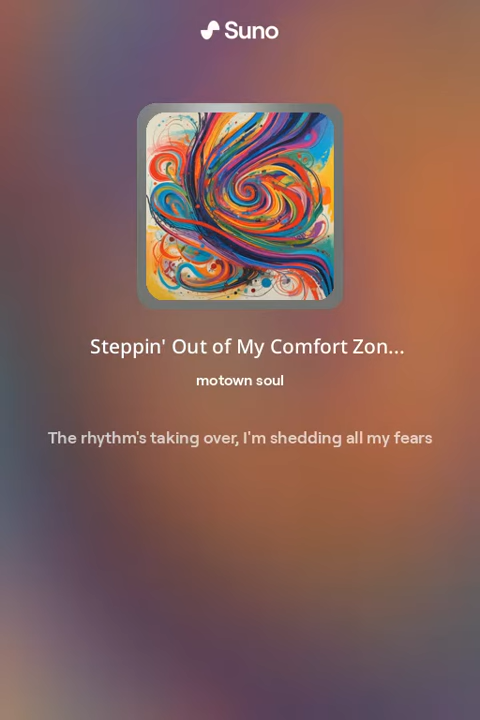 Suno
Steppin' Out of My Comfort Zon...
motown soul
The rhythm's taking over, I'm shedding all my fears